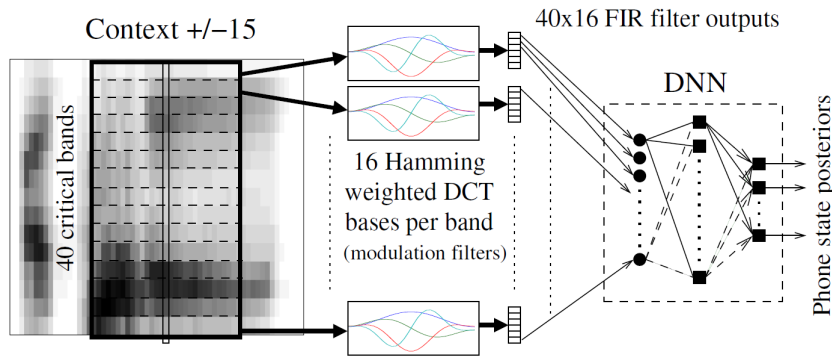 Context +/-15
40x16 FIR filter outputs
DNN
40 critical bands
16 Hamming
weighted DCT
bases per band
(modulation filters)
Phone state posteriors